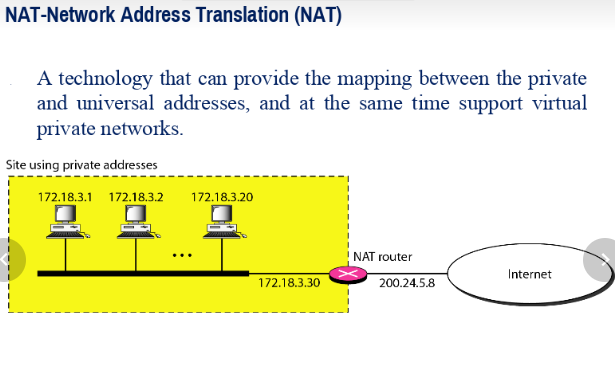 NAT-Network Address Translation (NAT)
A technology that can provide the mapping between the private
and universal addresses, and at the same time support virtual
private networks.
Site using private addresses
172.18.3.1 172.18.3.2 172.18.3.20
...
NAT router
172.18.3.30 200.24.5.8
Internet